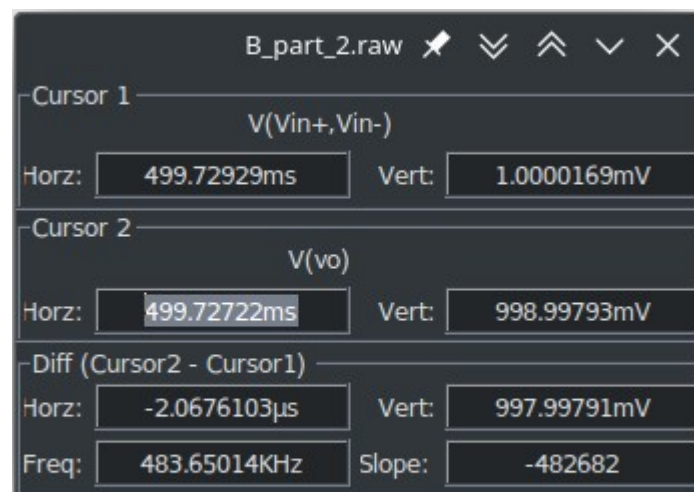 B_part_2.raw
Cursor 1
V(Vin+,Vin-)
Horz: 499.72929ms Vert: 1.0000169mV
Cursor 2
V(vo)
Horz: 499.72722ms Vert: 998.99793mV
Diff (Cursor2 - Cursor1)
Horz: -2.0676103µs Vert: 997.99791mV
Freq: 483.65014KHz Slope: -482682